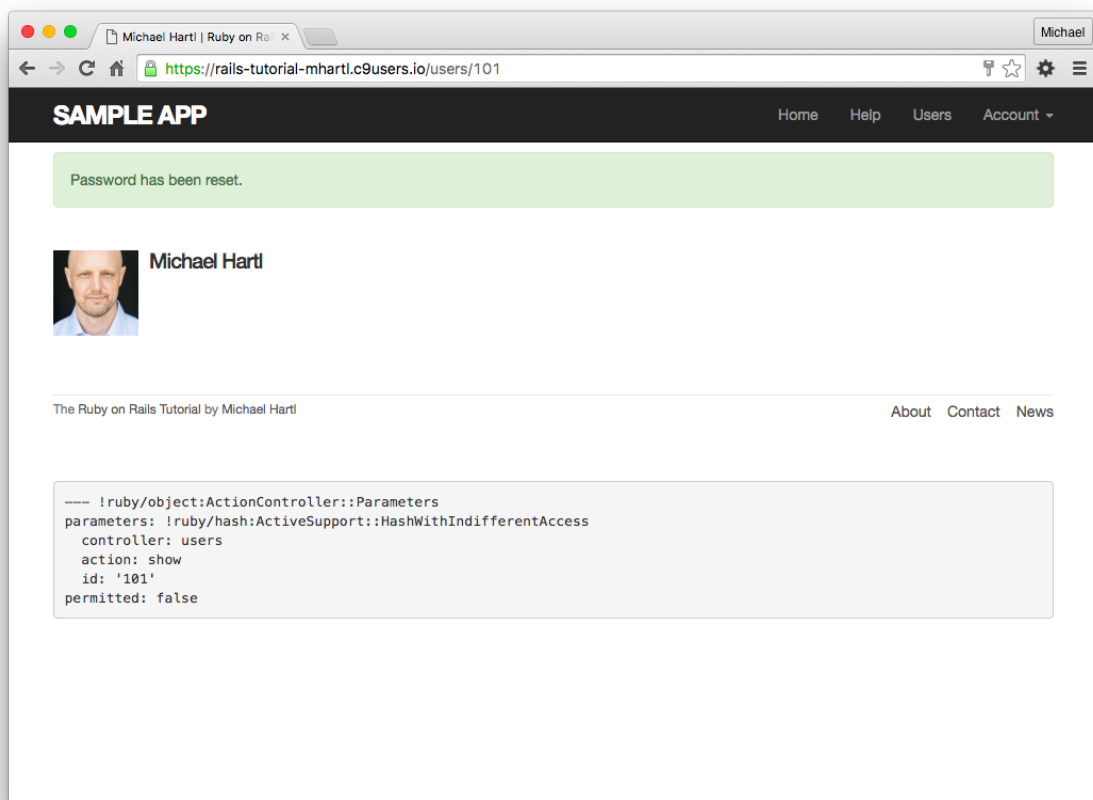 Michael Hartl | Ruby on Ra
Michael
https://rails-tutorial-mhartl.c9users.io/users/101
SAMPLE APP
Home Help Users Account
Password has been reset.
Michael Hartl
The Ruby on Rails Tutorial by Michael Hartl
About Contact News
--- !ruby/object:ActionController::Parameters
parameters: !ruby/hash:ActiveSupport::HashWithIndifferentAccess
  controller: users
  action: show
  id: '101'
permitted: false